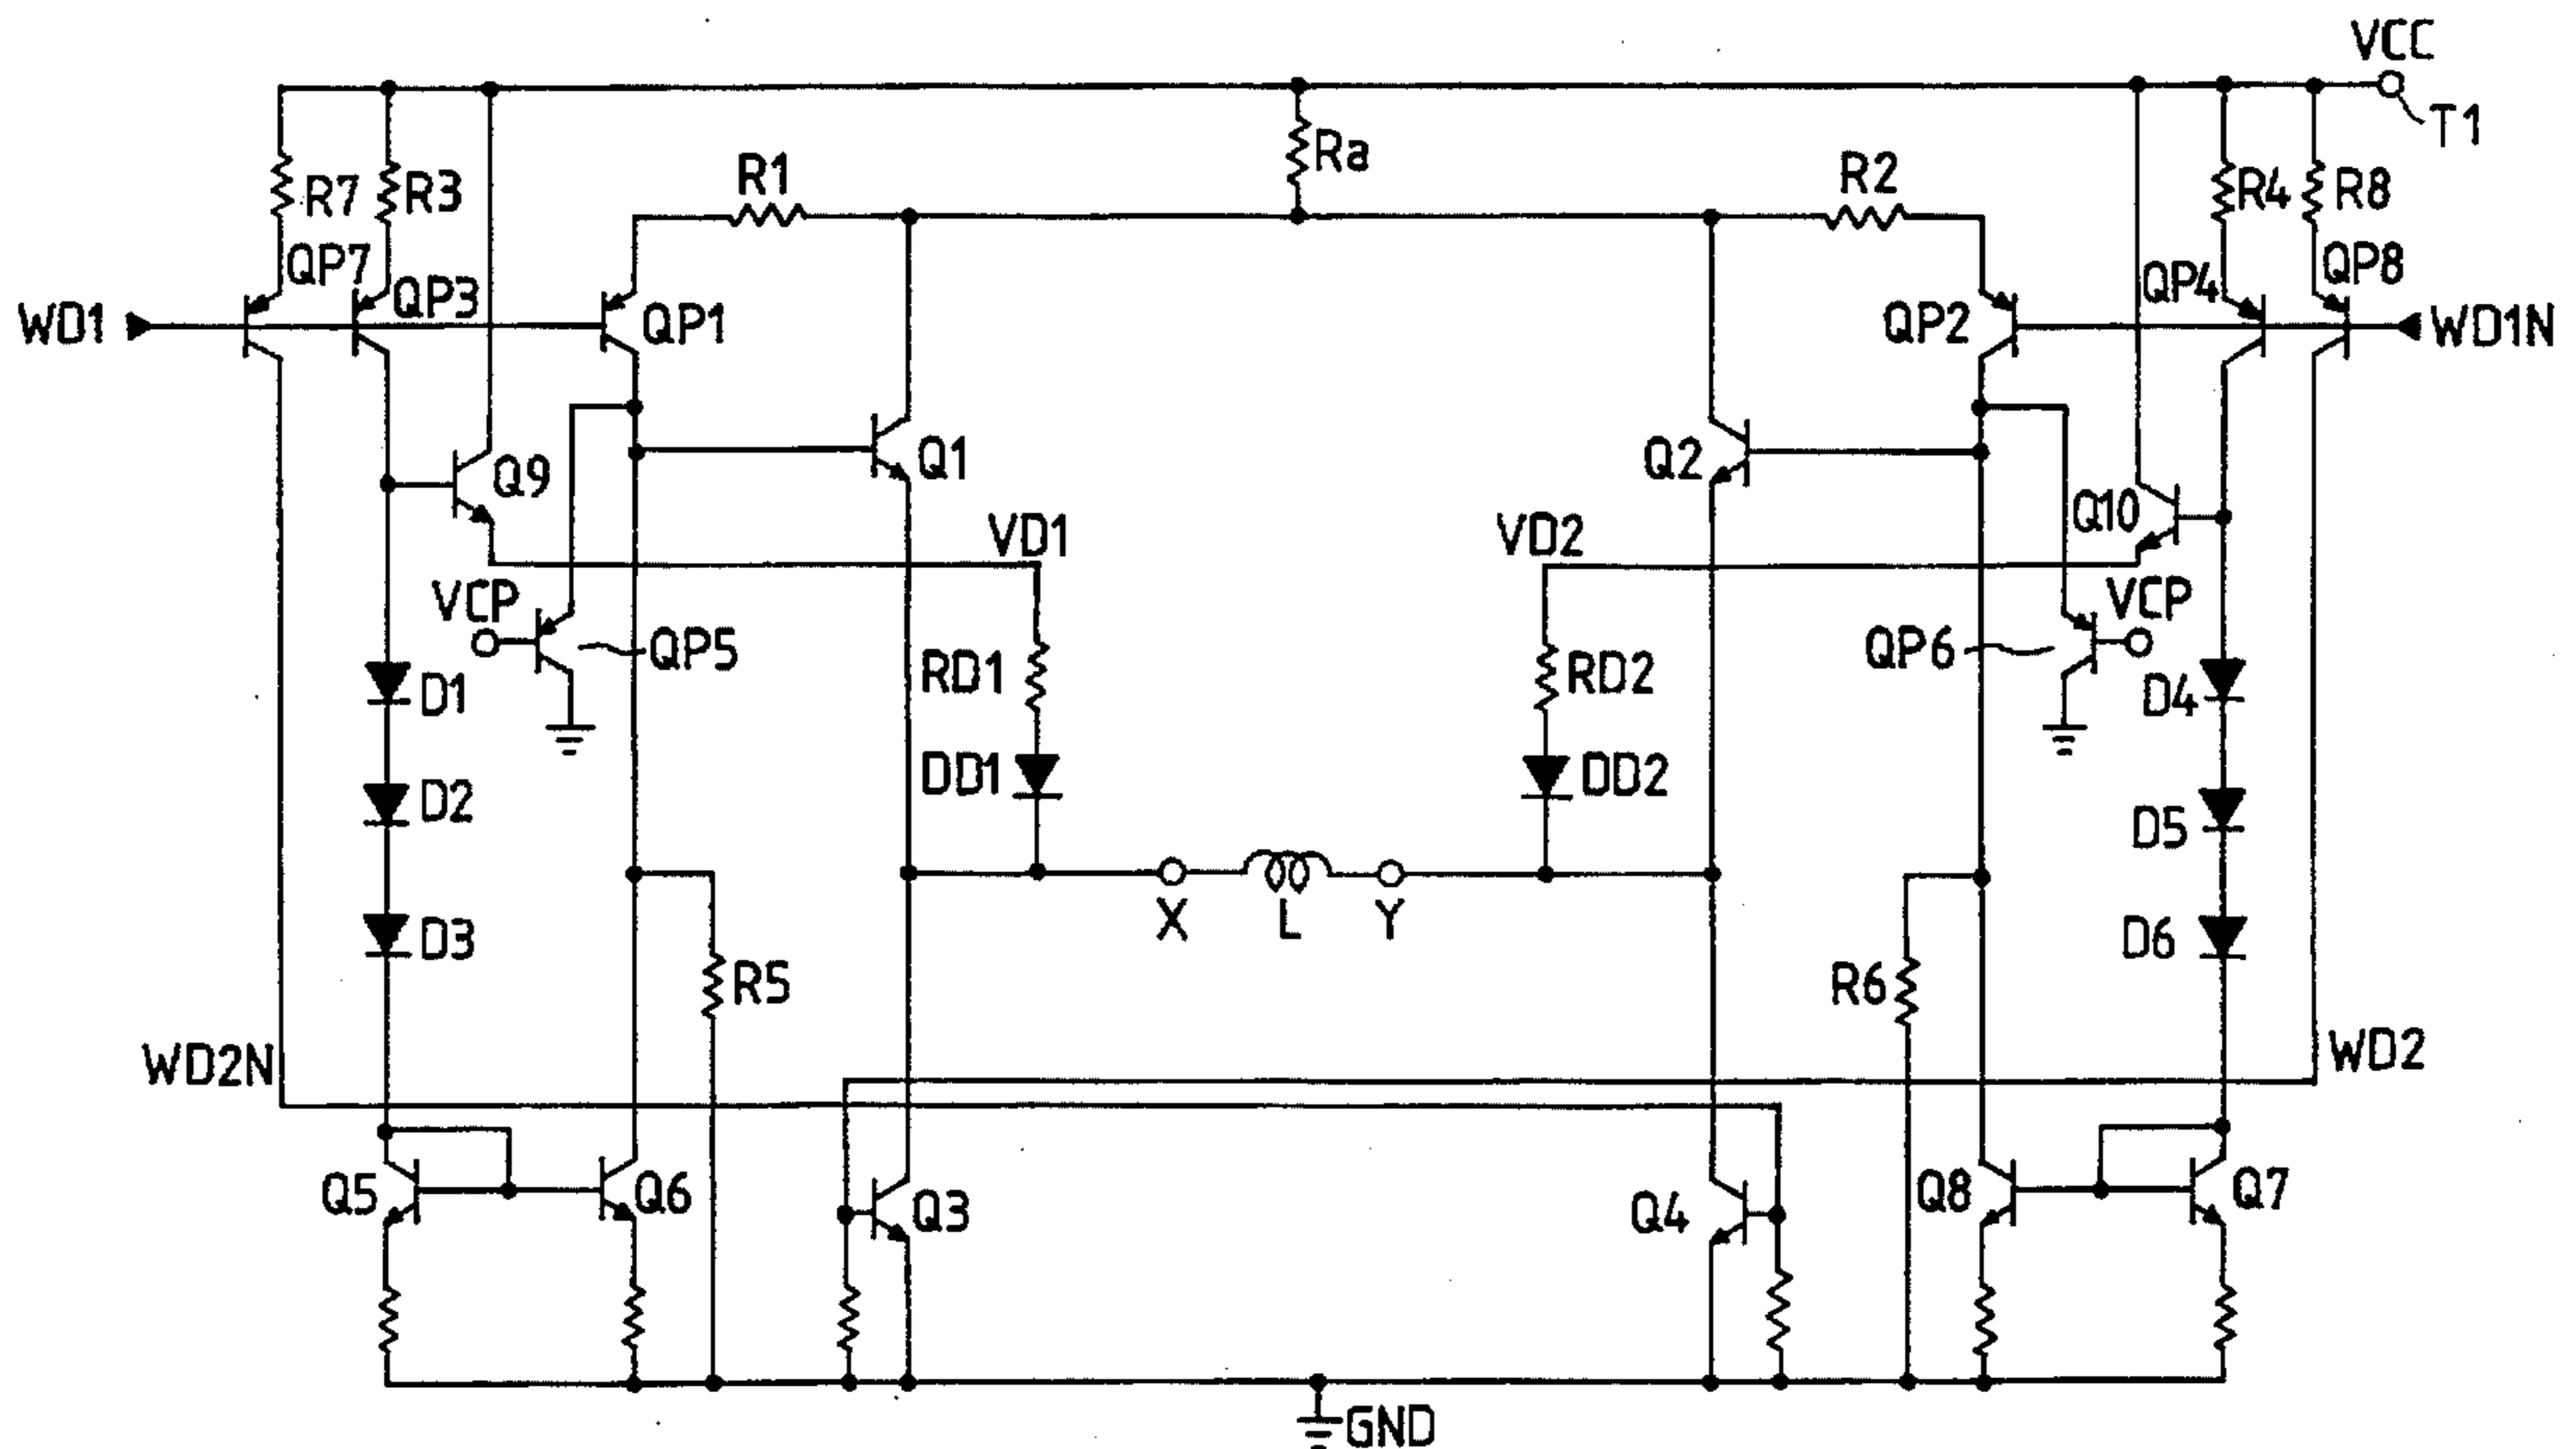 VCC
T1
Ra
R1
R2
R7
R3
R4
R8
QP7
QP3
QP1
QP2
QP4
QP8
WD1
WD1N
Q9
Q1
Q2
Q10
VD1
VD2
VCP
QP5
QP6
VCP
RD1
RD2
D1
D4
DD1
DD2
D2
D5
X
L
Y
D3
D6
R5
R6
WD2N
WD2
Q5
Q6
Q3
Q4
Q8
Q7
GND